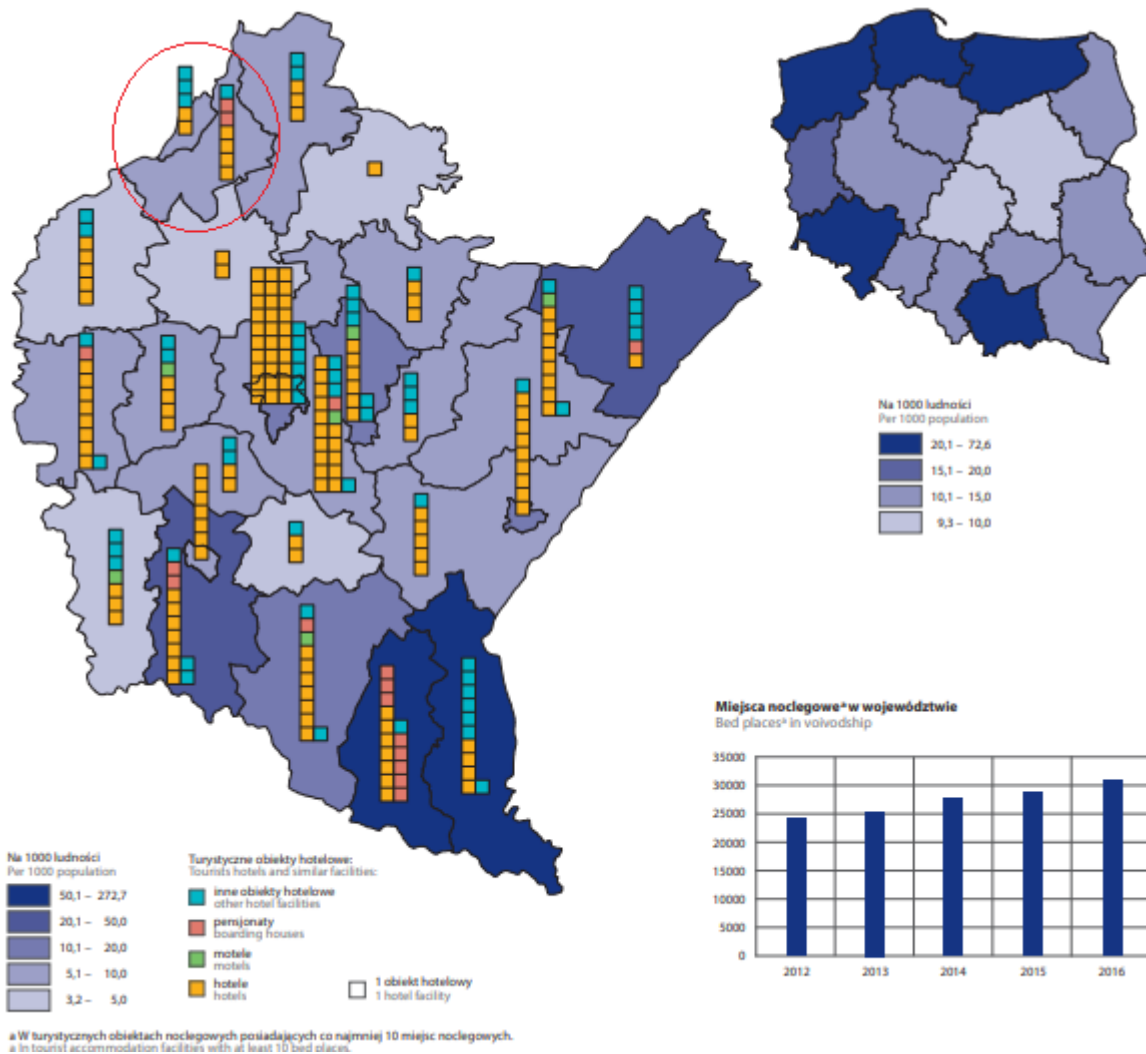 Na 1000 ludności
Per 1000 population
20,1 – 72,6
15,1 – 20,0
10,1 – 15,0
9,3 – 10,0
Miejsca noclegoweª w województwie
Bed placesª in voivodship
35000
30000
25000
20000
15000
10000
5000
0
2012 2013 2014 2015 2016
Na 1000 ludności
Per 1000 population
50,1 – 272,7
20,1 – 50,0
10,1 – 20,0
5,1 – 10,0
3,2 – 5,0
Turystyczne obiekty hotelowe:
Tourists hotels and similar facilities:
inne obiekty hotelowe
other hotel facilities
pensjonaty
boarding houses
motele
motels
hotele
hotels
1 obiekt hotelowy
1 hotel facility
a W turystycznych obiektach noclegowych posiadających co najmniej 10 miejsc noclegowych.
a In tourist accommodation facilities with at least 10 bed places.